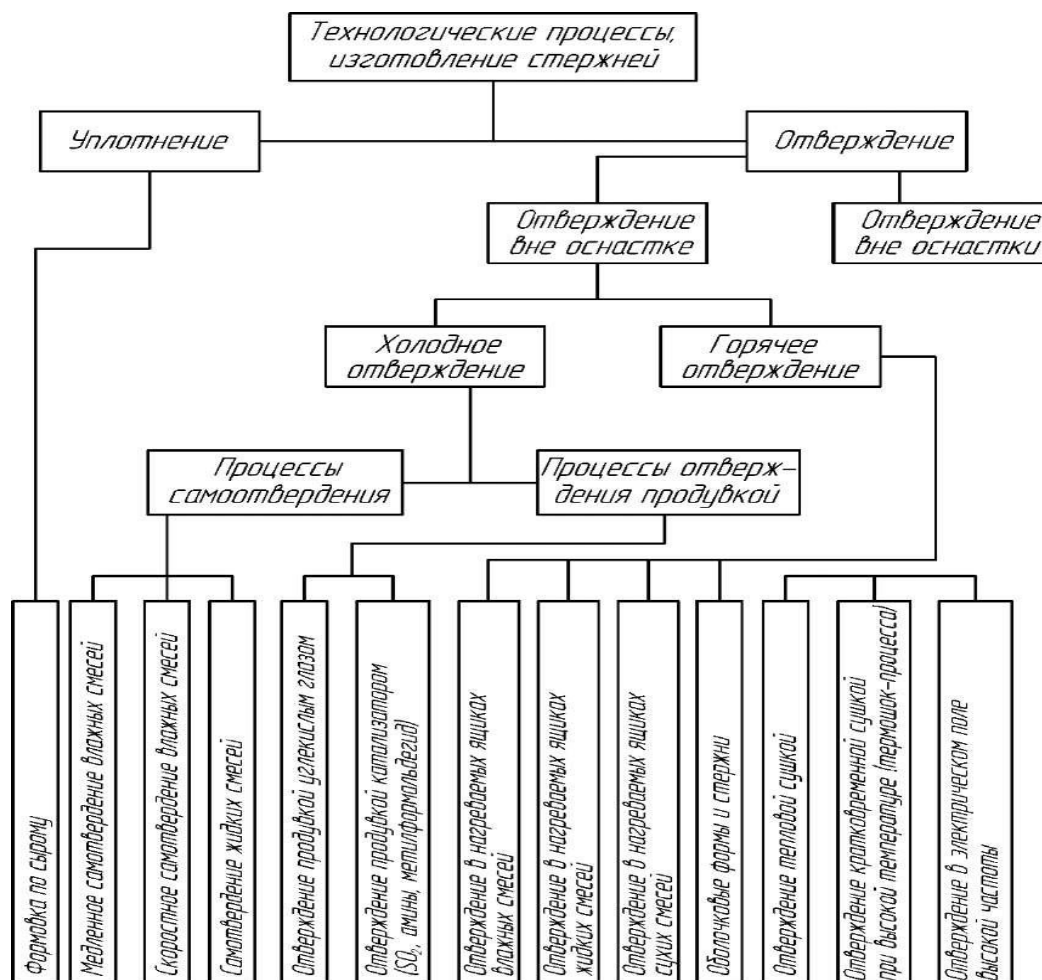 Технологические процессы,
изготовление стержней
Уплотнение
Отверждение
Отверждение
вне оснастке
Отверждение
вне оснастки
Холодное
отверждение
Горячее
отверждение
Процессы
самоотвердения
Процессы отверж-
дения продувкой
Формовка по сырому
Медленное самотвердение влажных смесей
Скоростное самотвердение влажных смесей
Самотвердение жидких смесей
Отверждение продувкой углекислым глазом
Отверждение продувкой катализатором
(SO₂, амины, метилформальдегид)
Отверждение в нагреваемых ящиках
влажных смесей
Отверждение в нагреваемых ящиках
жидких смесей
Отверждение в нагреваемых ящиках
сухих смесей
Оболочковые формы и стержни
Отверждение тепловой сушкой
Отверждение кратковременной сушкой
при высокой температуре (термошок-процесса)
Отверждение в электрическом поле
высокой частоты